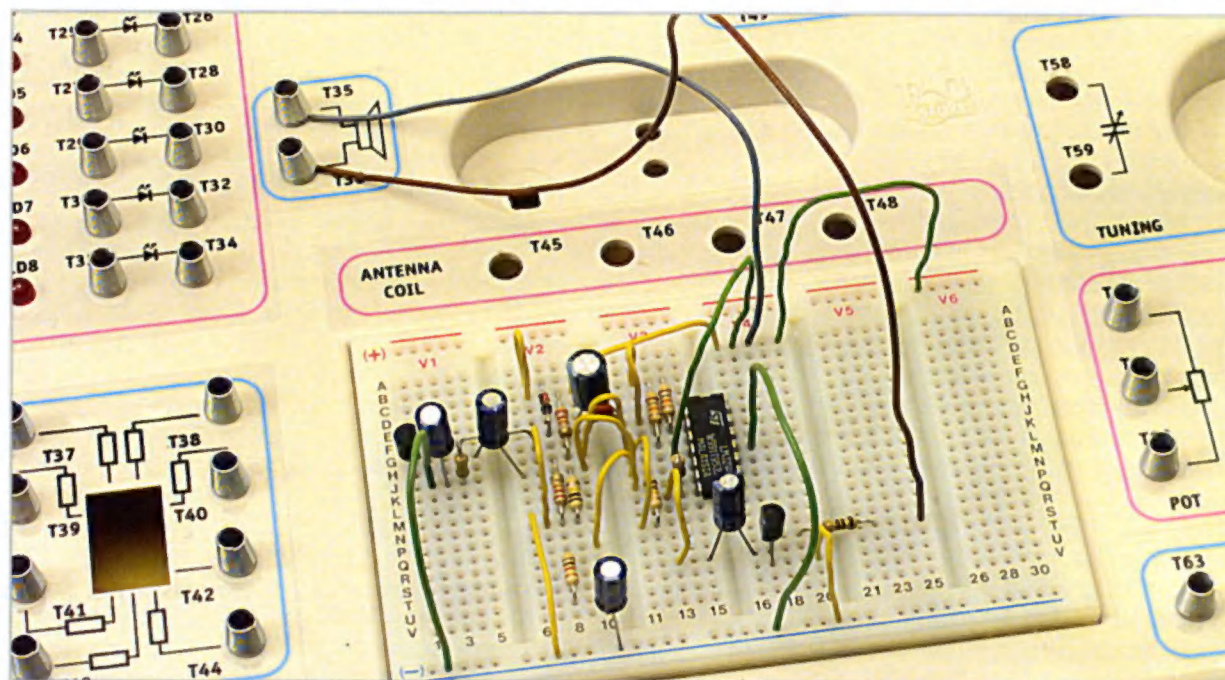 T26
T28
T30
T32
T34
T35
T45
T46
T47
T48
T58
T59
TUNING
ANTENNA
COIL
(+)
V1
V2
V5
V6
A
B
C
D
E
F
G
H
I
J
K
L
M
N
O
P
Q
R
S
T
U
V
3
5
6
8
10
11
13
15
16
18
20
21
23
25
26
28
30
(-)
T37
T38
T39
T40
T41
T42
T44
POT
T63